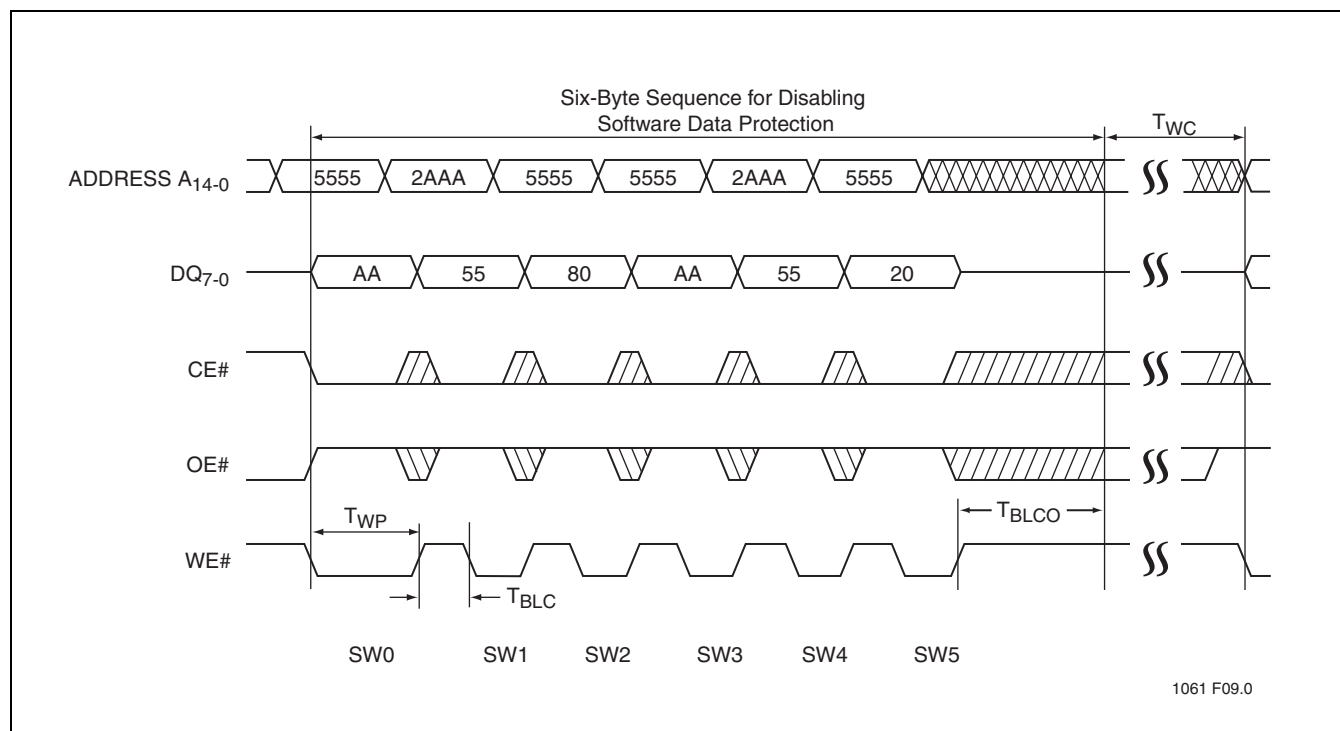 Six-Byte Sequence for Disabling
Software Data Protection
TWC
ADDRESS A14-0
5555 2AAA 5555 5555 2AAA 5555
DQ7-0
AA 55 80 AA 55 20
CE#
OE#
TWP
TBLCO
WE#
TBLC
SW0 SW1 SW2 SW3 SW4 SW5
1061 F09.0